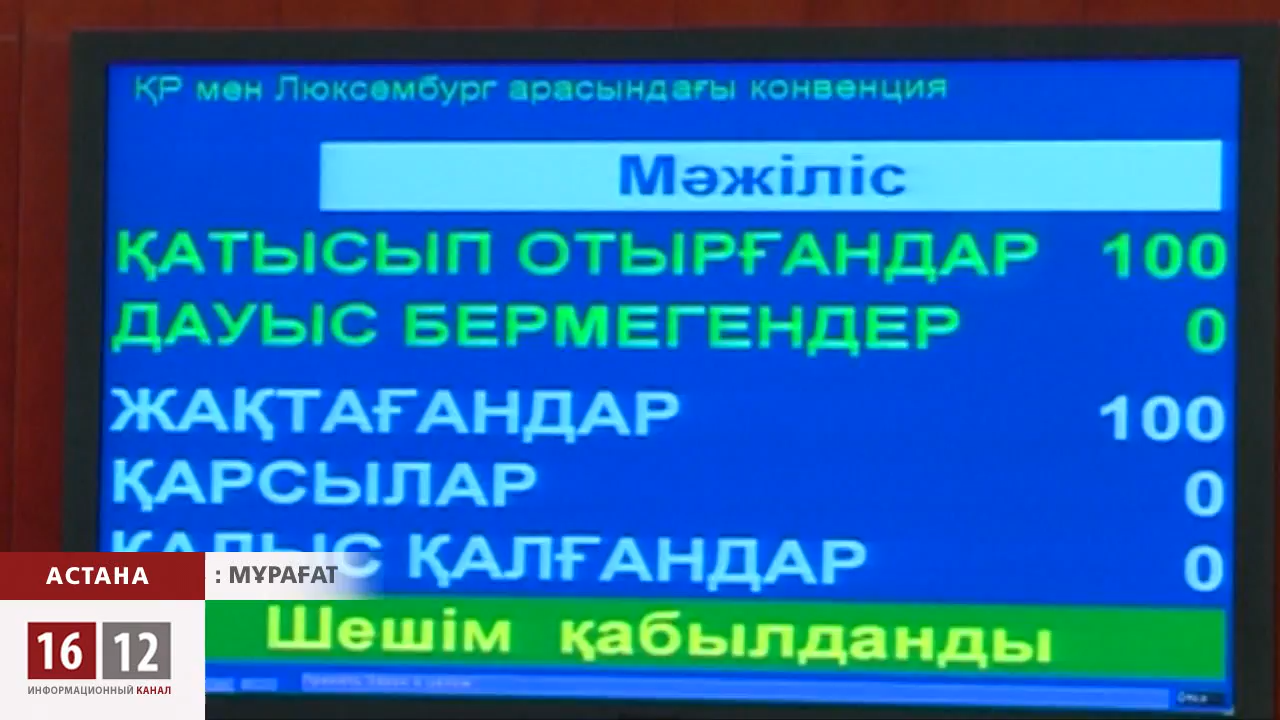 ҚР мен Люксембург арасындағы конвенция
Мәжіліс
ҚАТЫСЫП ОТЫРҒАНДАР 100
ДАУЫС БЕРМЕГЕНДЕР 0
ЖАҚТАҒАНДАР 100
ҚАРСЫЛАР 0
ҚАЛЫС ҚАЛҒАНДАР 0
Шешім қабылданды
АСТАНА
: МҰРАҒАТ
16 12
ИНФОРМАЦИОННЫЙ КАНАЛ